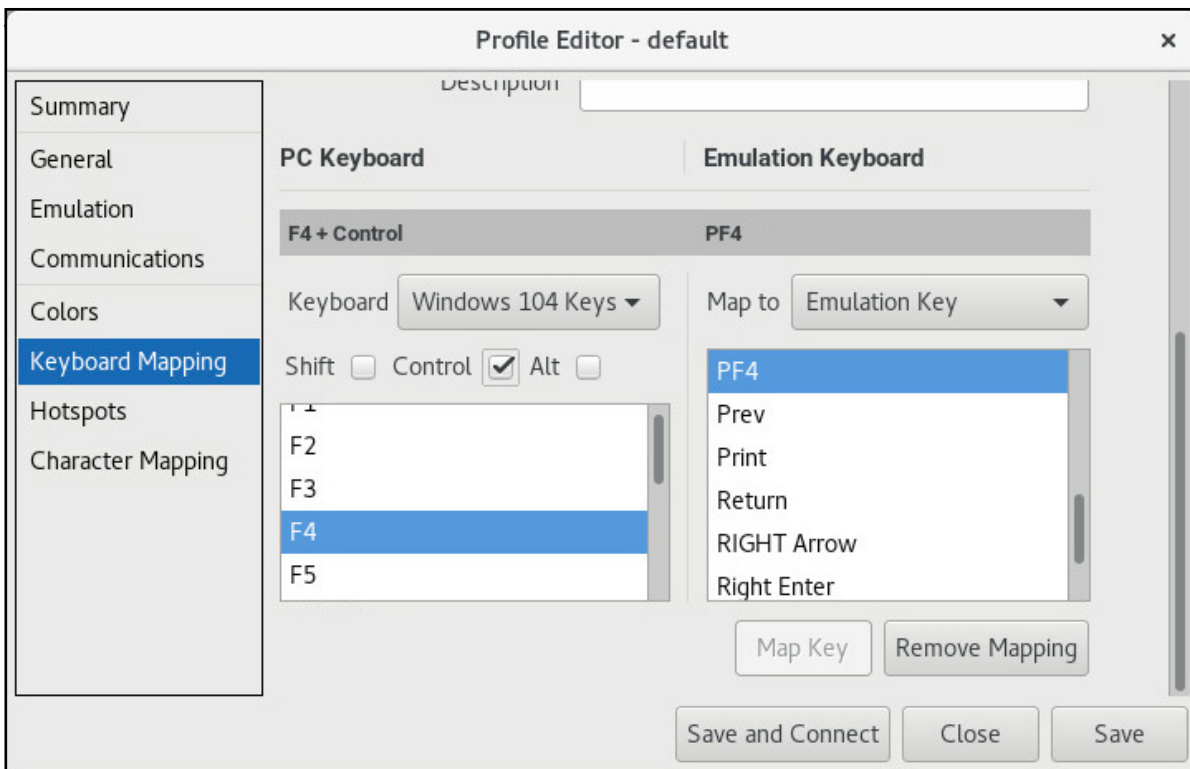 Profile Editor - default ×
Summary
General
Emulation
Communications
Colors
Keyboard Mapping
Hotspots
Character Mapping
Description
PC Keyboard Emulation Keyboard
F4 + Control PF4
Keyboard Windows 104 Keys Map to Emulation Key
Shift Control Alt
F1
F2
F3
F4
F5
PF4
Prev
Print
Return
RIGHT Arrow
Right Enter
Map Key Remove Mapping
Save and Connect Close Save